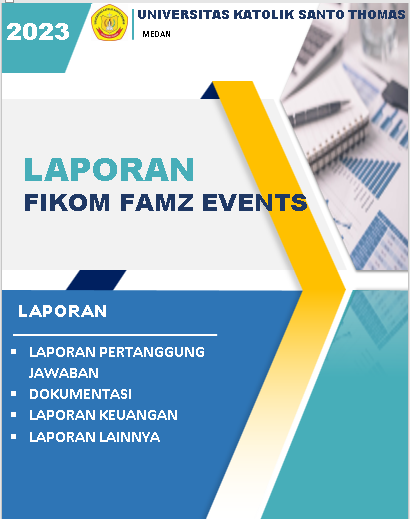 2023
UNIVERSITAS KATOLIK SANTO THOMAS
MEDAN
LAPORAN
FIKOM FAMZ EVENTS
LAPORAN
▪ LAPORAN PERTANGGUNG
JAWABAN
▪ DOKUMENTASI
▪ LAPORAN KEUANGAN
▪ LAPORAN LAINNYA